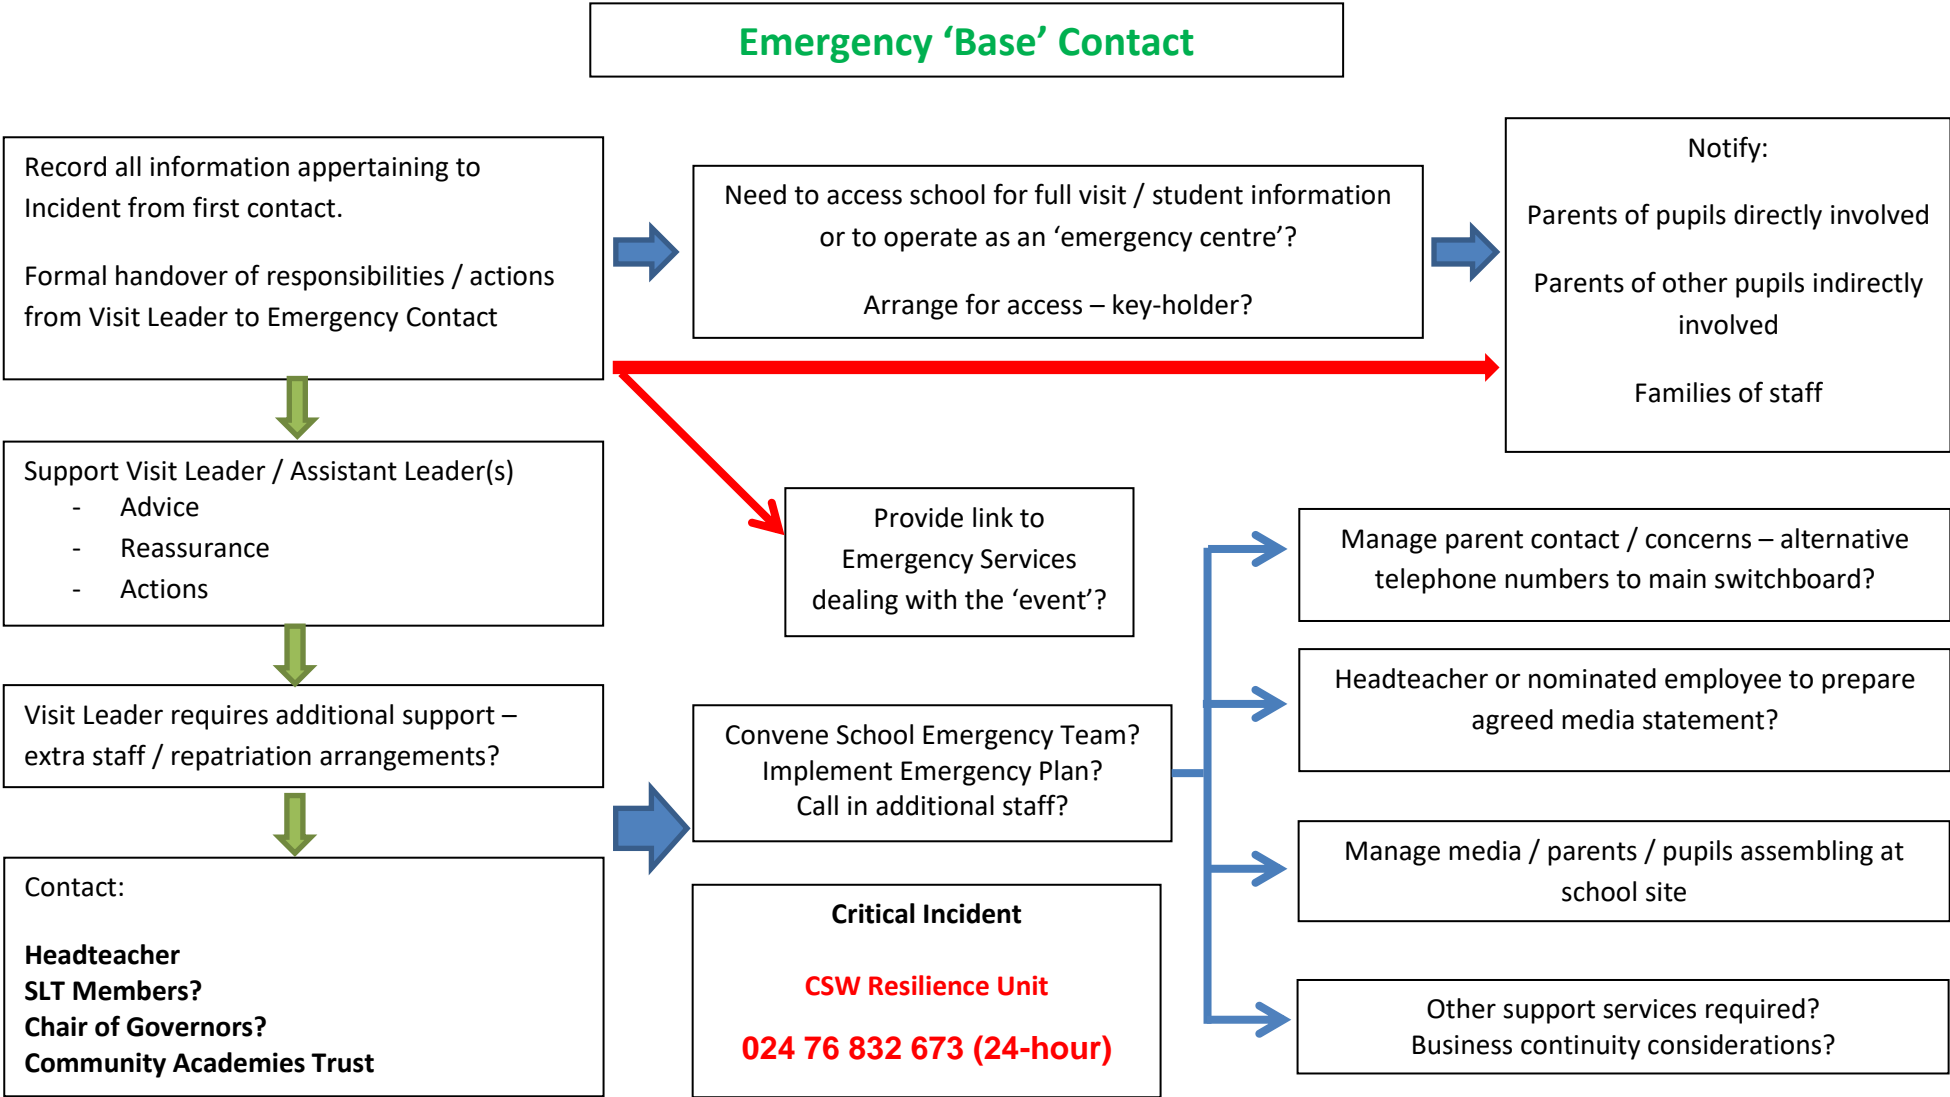 Emergency ‘Base’ Contact
Record all information appertaining to
Incident from first contact.
Formal handover of responsibilities / actions
from Visit Leader to Emergency Contact
Need to access school for full visit / student information
or to operate as an ‘emergency centre’?
Arrange for access – key-holder?
Notify:
Parents of pupils directly involved
Parents of other pupils indirectly
involved
Families of staff
Support Visit Leader / Assistant Leader(s)
- Advice
- Reassurance
- Actions
Provide link to
Emergency Services
dealing with the ‘event’?
Manage parent contact / concerns – alternative
telephone numbers to main switchboard?
Visit Leader requires additional support –
extra staff / repatriation arrangements?
Convene School Emergency Team?
Implement Emergency Plan?
Call in additional staff?
Headteacher or nominated employee to prepare
agreed media statement?
Manage media / parents / pupils assembling at
school site
Contact:
Headteacher
SLT Members?
Chair of Governors?
Community Academies Trust
Critical Incident
CSW Resilience Unit
024 76 832 673 (24-hour)
Other support services required?
Business continuity considerations?